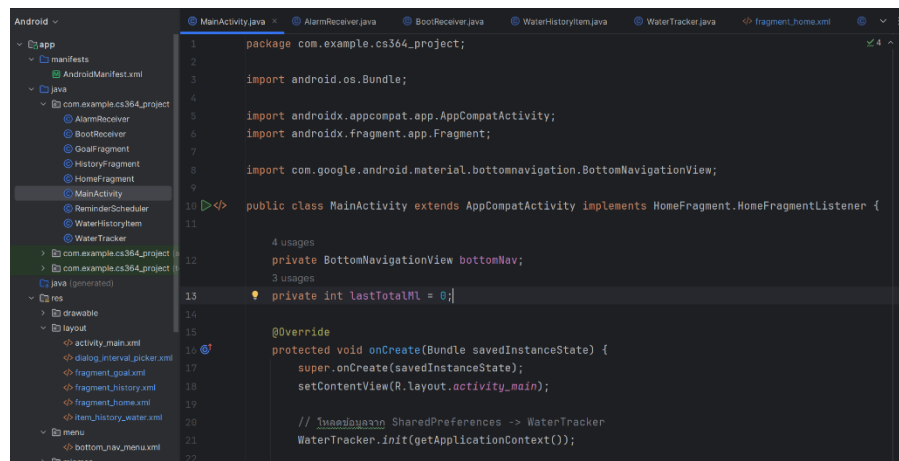 Android
MainActivity.java
AlarmReceiver.java
BootReceiver.java
WaterHistoryItem.java
WaterTracker.java
fragment_home.xml
app
manifests
AndroidManifest.xml
java
com.example.cs364_project
AlarmReceiver
BootReceiver
GoalFragment
HistoryFragment
HomeFragment
MainActivity
ReminderScheduler
WaterHistoryItem
WaterTracker
com.example.cs364_project
com.example.cs364_project
java (generated)
res
drawable
layout
activity_main.xml
dialog_interval_picker.xml
fragment_goal.xml
fragment_history.xml
fragment_home.xml
item_history_water.xml
menu
bottom_nav_menu.xml
4
1 package com.example.cs364_project;
2
3 import android.os.Bundle;
4
5 import androidx.appcompat.app.AppCompatActivity;
6 import androidx.fragment.app.Fragment;
7
8 import com.google.android.material.bottomnavigation.BottomNavigationView;
9
10 public class MainActivity extends AppCompatActivity implements HomeFragment.HomeFragmentListener {
11
4 usages
12 private BottomNavigationView bottomNav;
3 usages
13 private int lastTotalMl = 0;
14
15 @Override
16 protected void onCreate(Bundle savedInstanceState) {
17 super.onCreate(savedInstanceState);
18 setContentView(R.layout.activity_main);
19
20 // โหลดข้อมูลจาก SharedPreferences -> WaterTracker
21 WaterTracker.init(getApplicationContext());
22